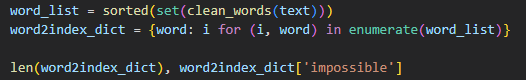 word_list = sorted(set(clean_words(text)))
word2index_dict = {word: i for (i, word) in enumerate(word_list)}
len(word2index_dict), word2index_dict['impossible']